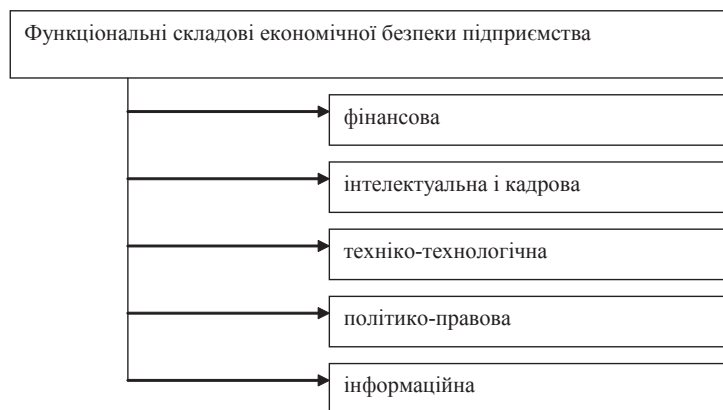 Функціональні складові економічної безпеки підприємства
фінансова
інтелектуальна і кадрова
техніко-технологічна
політико-правова
інформаційна